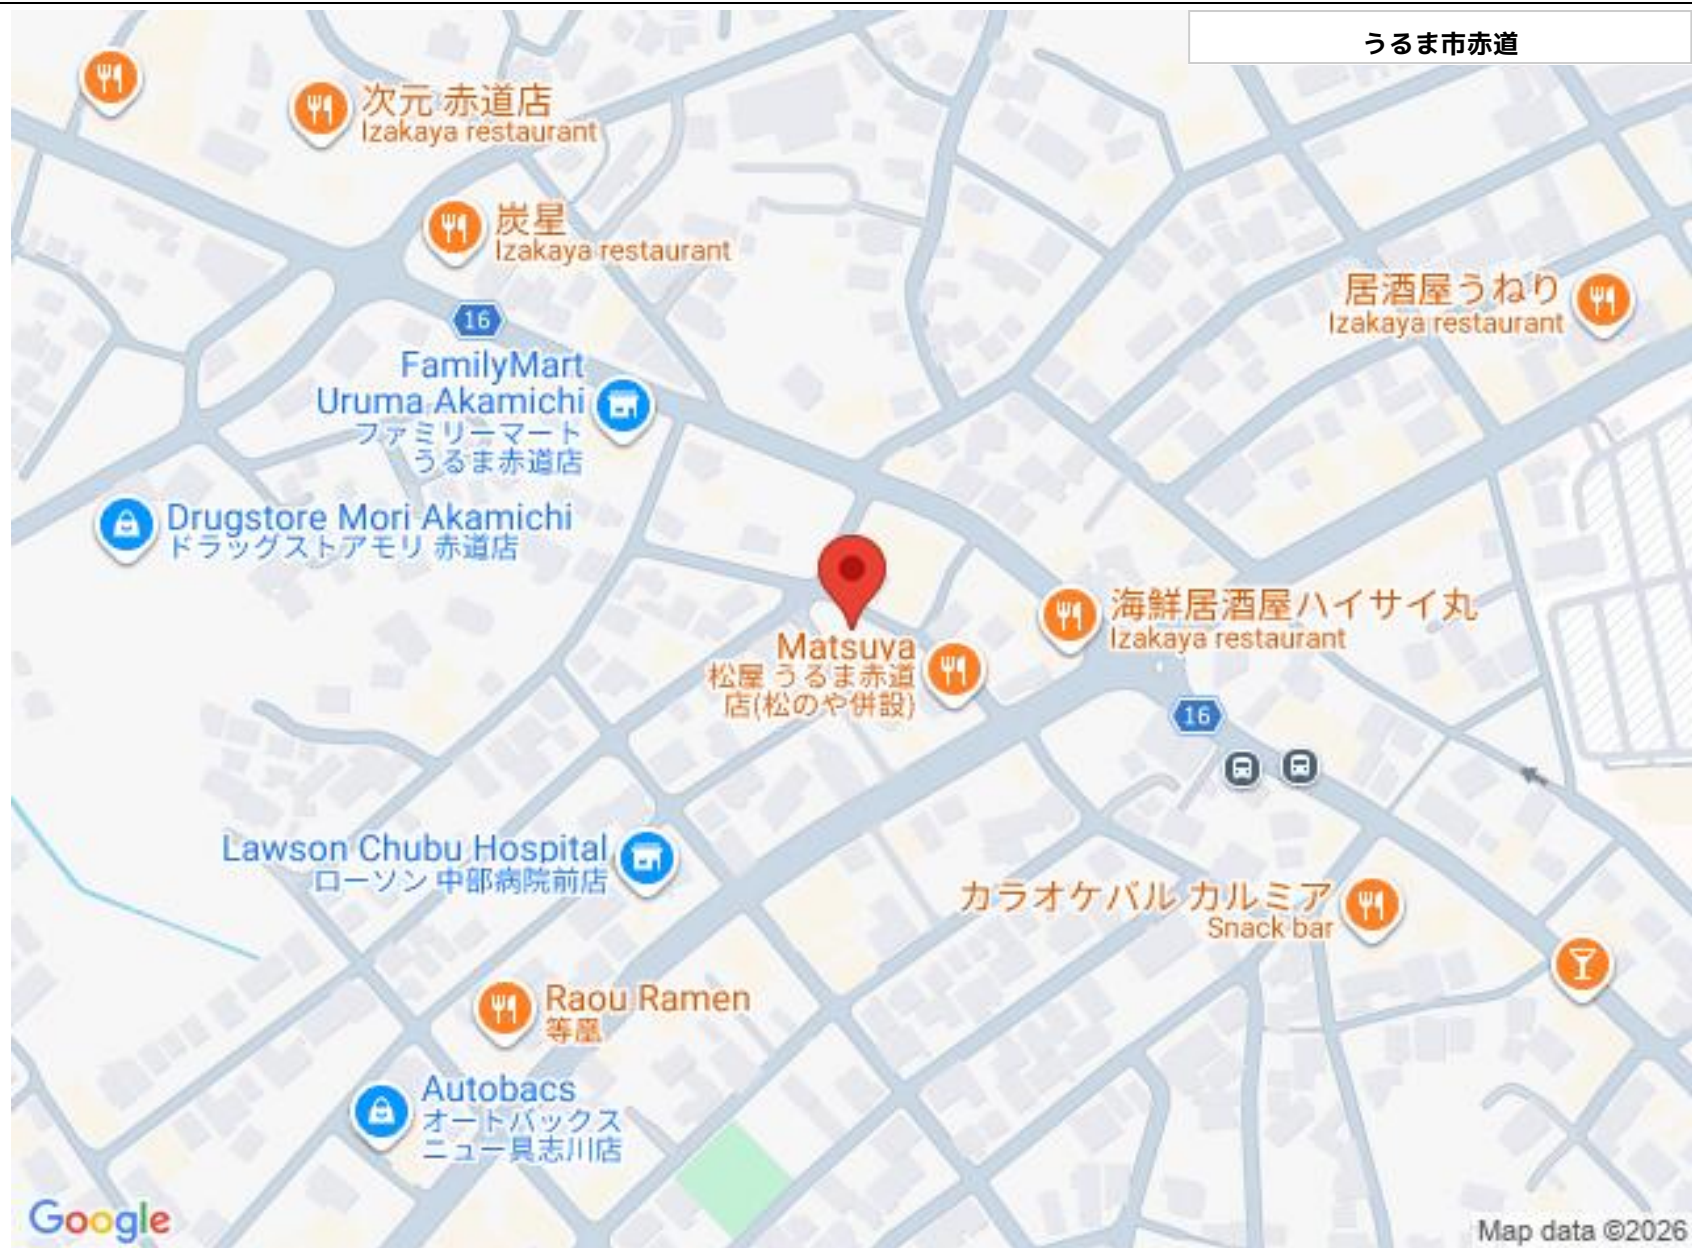 うるま市赤道
次元 赤道店
Izakaya restaurant
炭星
Izakaya restaurant
居酒屋うねり
Izakaya restaurant
16
FamilyMart
Uruma Akamichi
ファミリーマート
うるま赤道店
Drugstore Mori Akamichi
ドラッグストアモリ 赤道店
海鮮居酒屋ハイサイ丸
Izakaya restaurant
Matsuya
松屋 うるま赤道
店(松のや併設)
16
Lawson Chubu Hospital
ローソン 中部病院前店
カラオケバル カルミア
Snack bar
Raou Ramen
等凰
Autobacs
オートバックス
ニュー具志川店
Google
Map data ©2026